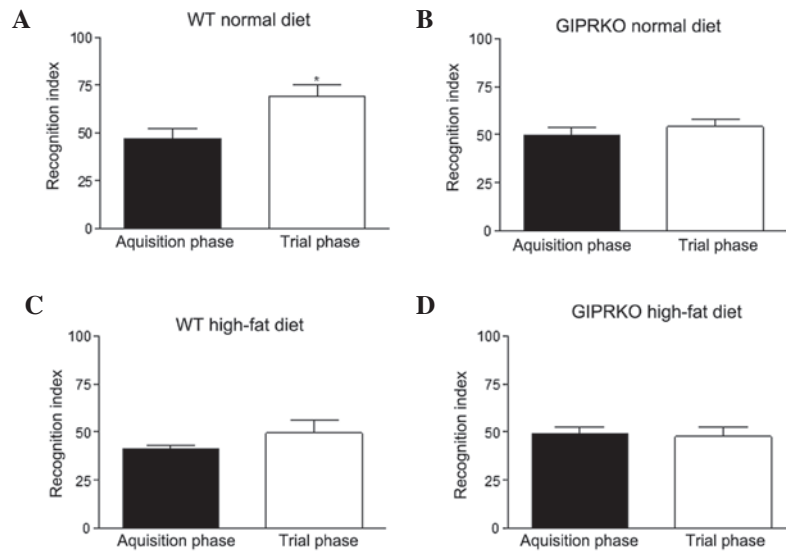 A
WT normal diet
Recognition index
100
75
50
25
0
*
Aquisition phase
Trial phase
B
GIPRKO normal diet
Recognition index
100
75
50
25
0
Aquisition phase
Trial phase
C
WT high-fat diet
Recognition index
100
75
50
25
0
Aquisition phase
Trial phase
D
GIPRKO high-fat diet
Recognition index
100
75
50
25
0
Aquisition phase
Trial phase